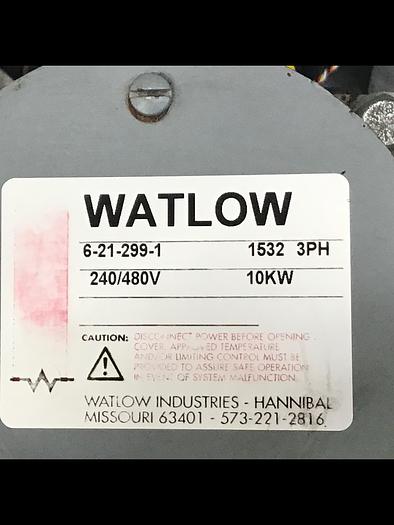 WATLOW
6-21-299-1 1532 3PH
240/480V 10KW
CAUTION: DISCONNECT POWER BEFORE OPENING
COVER. APPROVED TEMPERATURE
AND/OR LIMITING CONTROL MUST BE
PROVIDED TO ASSURE SAFE OPERATION
IN EVENT OF SYSTEM MALFUNCTION.
WATLOW INDUSTRIES - HANNIBAL
MISSOURI 63401 - 573-221-2816